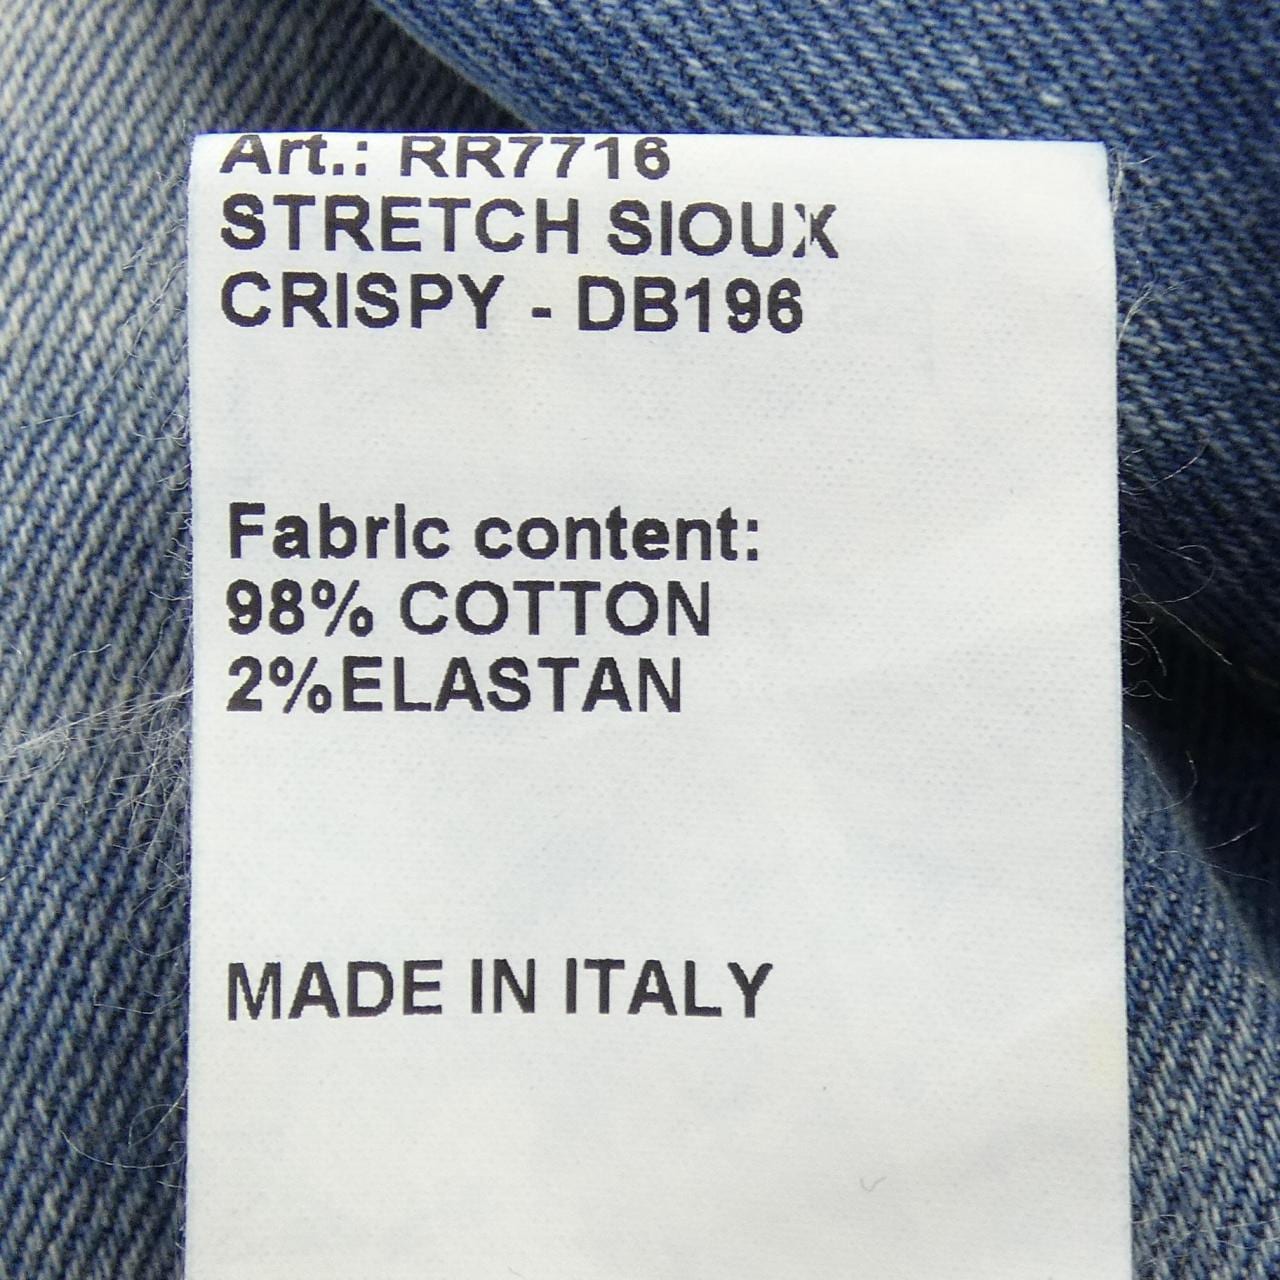 Art.: RR7716
STRETCH SIOUX
CRISPY - DB196
Fabric content:
98% COTTON
2%ELASTAN
MADE IN ITALY